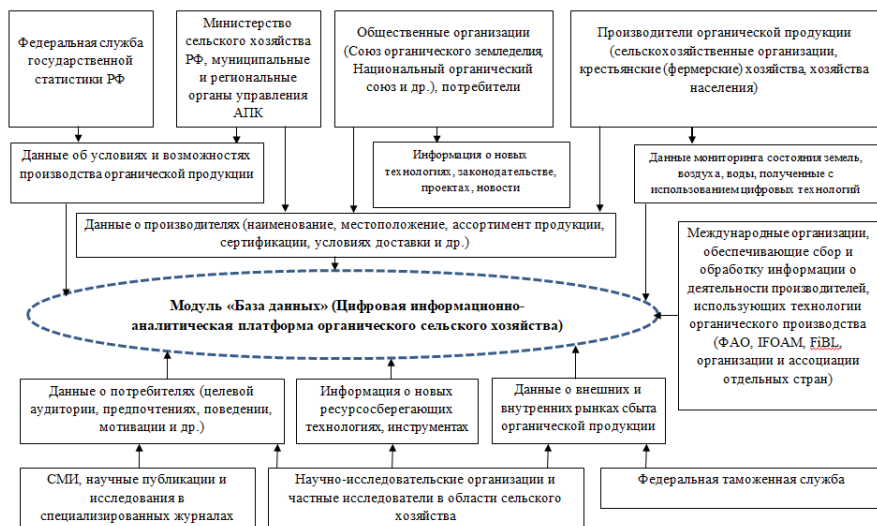 Федеральная служба
государственной
статистики РФ
Министерство
сельского хозяйства
РФ, муниципальные
и региональные
органы управления
АПК
Общественные организации
(Союз органического земледелия,
Национальный органический
союз и др.), потребители
Производители органической продукции
(сельскохозяйственные организации,
крестьянские (фермерские) хозяйства, хозяйства
населения)
Данные об условиях и возможностях
производства органической продукции
Информация о новых
технологиях, законодательстве,
проектах, новости
Данные мониторинга состояния земель,
воздуха, воды, полученные с
использованием цифровых технологий
Данные о производителях (наименование, местоположение, ассортимент продукции,
сертификации, условиях доставки и др.)
Международные организации,
обеспечивающие сбор и
обработку информации о
деятельности производителей,
использующих технологии
органического производства
(ФАО, IFOAM, FiBL,
организации и ассоциации
отдельных стран)
Модуль «База данных» (Цифровая информационно-
аналитическая платформа органического сельского хозяйства)
Данные о потребителях (целевой
аудитории, предпочтениях, поведении,
мотивации и др.)
Информация о новых
ресурсосберегающих
технологиях, инструментах
Данные о внешних и
внутренних рынках сбыта
органической продукции
СМИ, научные публикации и
исследования в
специализированных журналах
Научно-исследовательские организации и
частные исследователи в области сельского
хозяйства
Федеральная таможенная служба